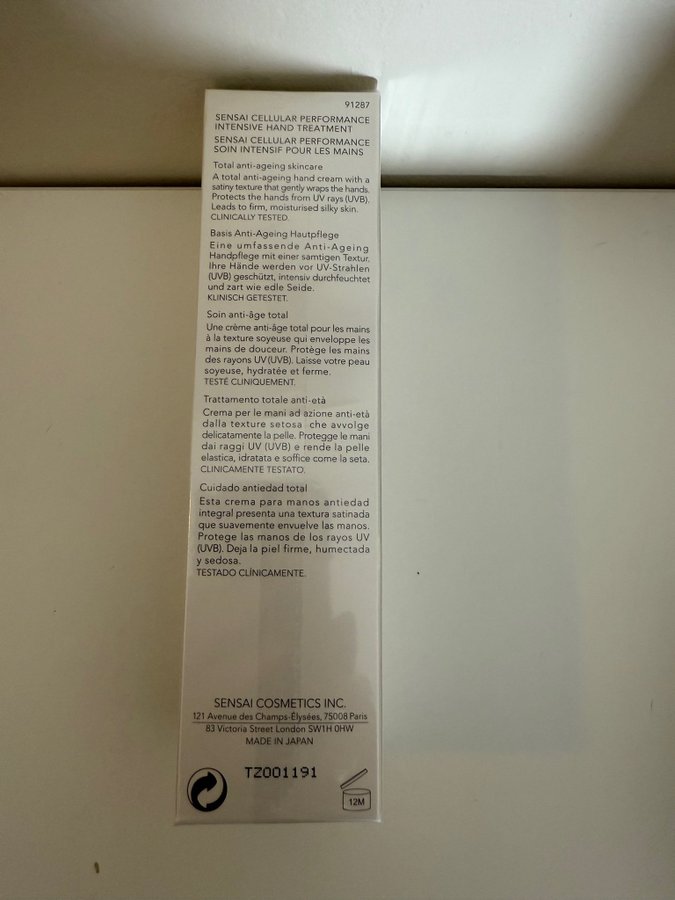 91287
SENSAI CELLULAR PERFORMANCE
INTENSIVE HAND TREATMENT
SENSAI CELLULAR PERFORMANCE
SOIN INTENSIF POUR LES MAINS
Total anti-ageing skincare
A total anti-ageing hand cream with a
satiny texture that gently wraps the hands.
Protects the hands from UV rays (UVB).
Leads to firm, moisturised silky skin.
CLINICALLY TESTED.
Basis Anti-Ageing Hautpflege
Eine umfassende Anti-Ageing
Handpflege mit einer samtigen Textur.
Ihre Hände werden vor UV-Strahlen
(UVB) geschützt, intensiv durchfeuchtet
und zart wie edle Seide.
KLINISCH GETESTET.
Soin anti-âge total
Une crème anti-âge total pour les mains
à la texture soyeuse qui enveloppe les
mains de douceur. Protège les mains
des rayons UV (UVB). Laisse votre peau
soyeuse, hydratée et ferme.
TESTÉ CLINIQUEMENT.
Trattamento totale anti-età
Crema per le mani ad azione anti-età
dalla texture setosa che avvolge
delicatamente la pelle. Protegge le mani
dai raggi UV (UVB) e rende la pelle
elastica, idratata e soffice come la seta.
CLINICAMENTE TESTATO.
Cuidado antiedad total
Esta crema para manos antiedad
integral presenta una textura satinada
que suavemente envuelve las manos.
Protege las manos de los rayos UV
(UVB). Deja la piel firme, humectada
y sedosa.
TESTADO CLÍNICAMENTE.
SENSAI COSMETICS INC.
121 Avenue des Champs-Élysées, 75008 Paris
83 Victoria Street London SW1H 0HW
MADE IN JAPAN
TZ001191
12M